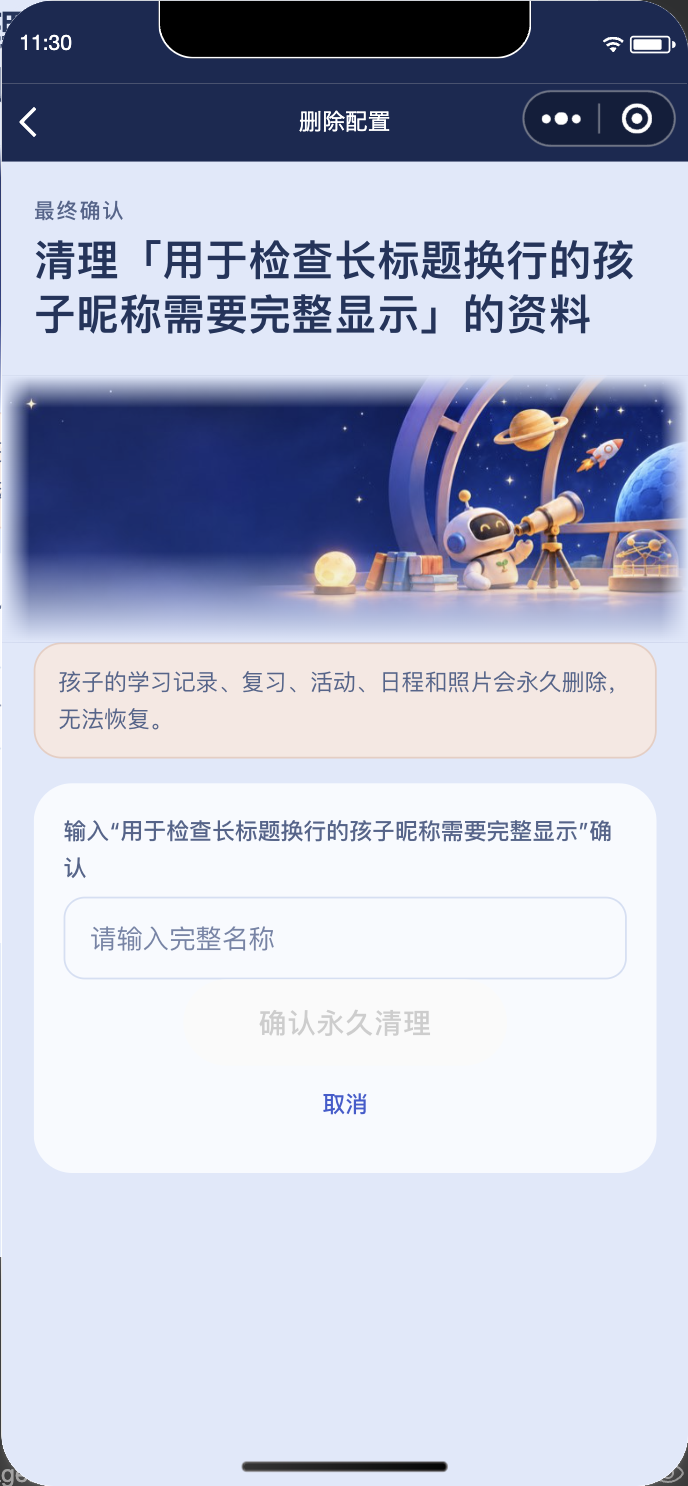 11:30
删除配置
最终确认
清理「用于检查长标题换行的孩
子昵称需要完整显示」的资料
孩子的学习记录、复习、活动、日程和照片会永久删除，
无法恢复。
输入“用于检查长标题换行的孩子昵称需要完整显示”确
认
请输入完整名称
确认永久清理
取消